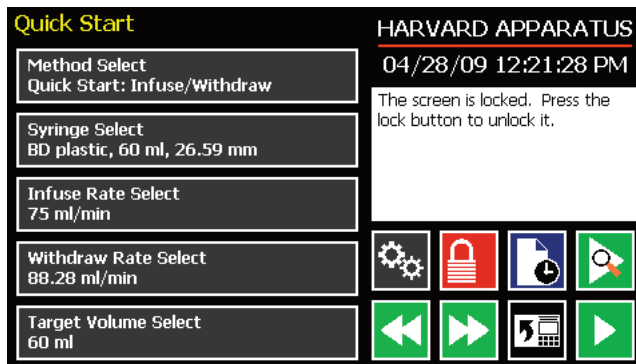 Quick Start
Method Select
Quick Start: Infuse/Withdraw
Syringe Select
BD plastic, 60 ml, 26.59 mm
Infuse Rate Select
75 ml/min
Withdraw Rate Select
88.28 ml/min
Target Volume Select
60 ml
HARVARD APPARATUS
04/28/09 12:21:28 PM
The screen is locked. Press the
lock button to unlock it.